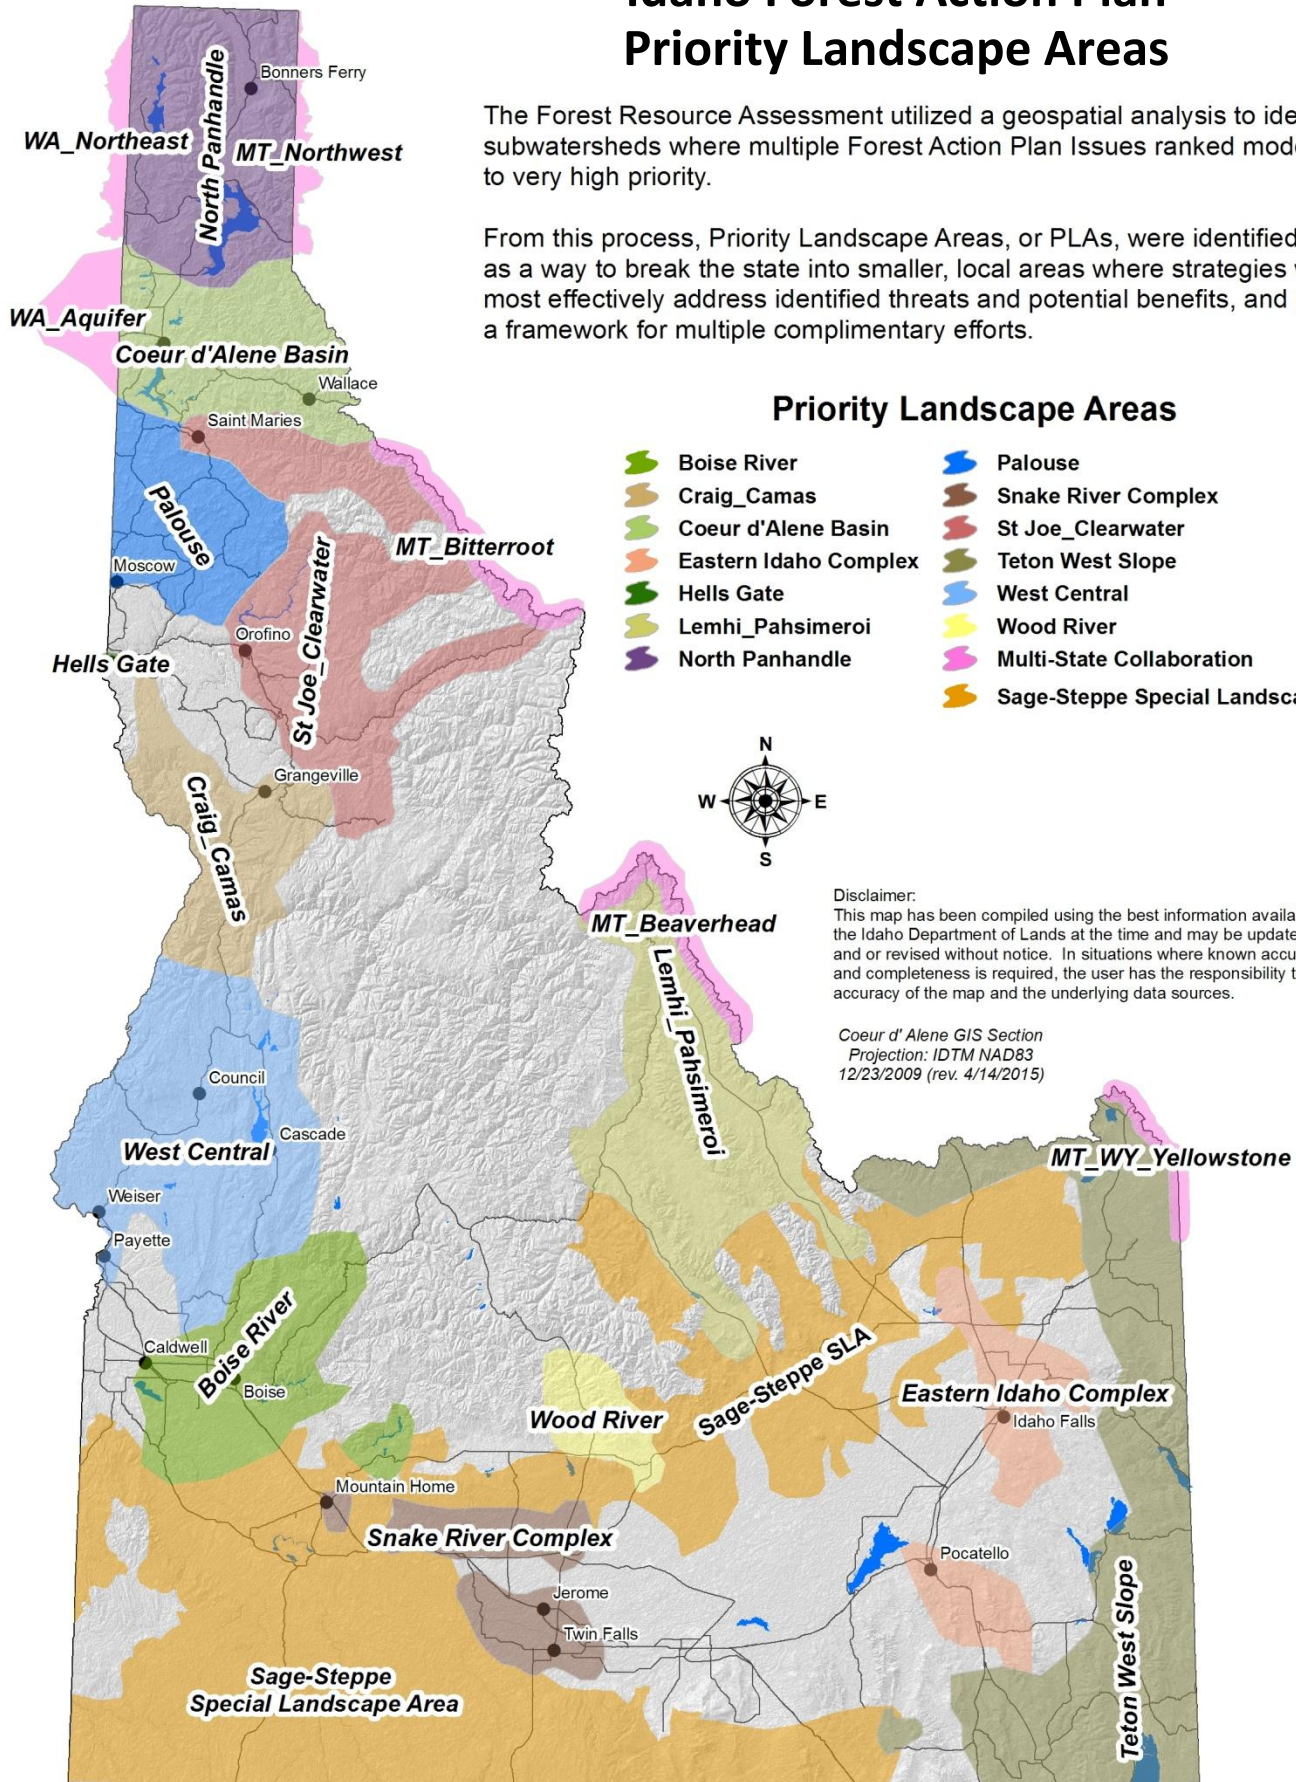 Idaho Forest Action Plan
Priority Landscape Areas
The Forest Resource Assessment utilized a geospatial analysis to ide
subwatersheds where multiple Forest Action Plan Issues ranked mod
to very high priority.
From this process, Priority Landscape Areas, or PLAs, were identified
as a way to break the state into smaller, local areas where strategies
most effectively address identified threats and potential benefits, and
a framework for multiple complimentary efforts.
Priority Landscape Areas
Boise River
Craig_Camas
Coeur d'Alene Basin
Eastern Idaho Complex
Hells Gate
Lemhi_Pahsimeroi
North Panhandle
Palouse
Snake River Complex
St Joe_Clearwater
Teton West Slope
West Central
Wood River
Multi-State Collaboration
Sage-Steppe Special Landsca
N
W
E
S
Disclaimer:
This map has been compiled using the best information availa
the Idaho Department of Lands at the time and may be update
and or revised without notice.  In situations where known accu
and completeness is required, the user has the responsibility t
accuracy of the map and the underlying data sources.
Coeur d' Alene GIS Section
Projection: IDTM NAD83
12/23/2009 (rev. 4/14/2015)
Bonners Ferry
WA_Northeast
North Panhandle
MT_Northwest
WA_Aquifer
Coeur d'Alene Basin
Wallace
Saint Maries
Palouse
MT_Bitterroot
Moscow
St Joe_Clearwater
Orofino
Hells Gate
Grangeville
Craig_Camas
MT_Beaverhead
Lemhi_Pahsimeroi
Council
Cascade
West Central
MT_WY_Yellowstone
Weiser
Payette
Boise River
Caldwell
Boise
Sage-Steppe SLA
Eastern Idaho Complex
Idaho Falls
Wood River
Mountain Home
Snake River Complex
Pocatello
Jerome
Twin Falls
Teton West Slope
Sage-Steppe
Special Landscape Area